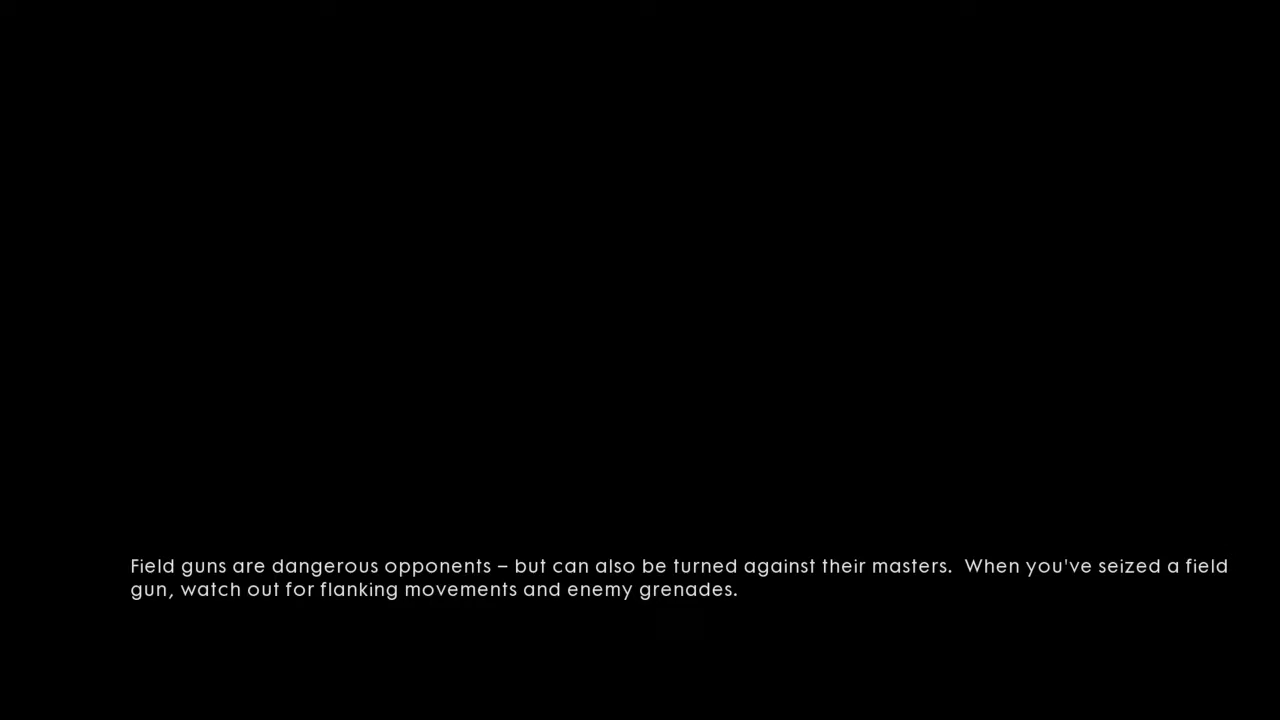 Field guns are dangerous opponents – but can also be turned against their masters.  When you've seized a field
gun, watch out for flanking movements and enemy grenades.